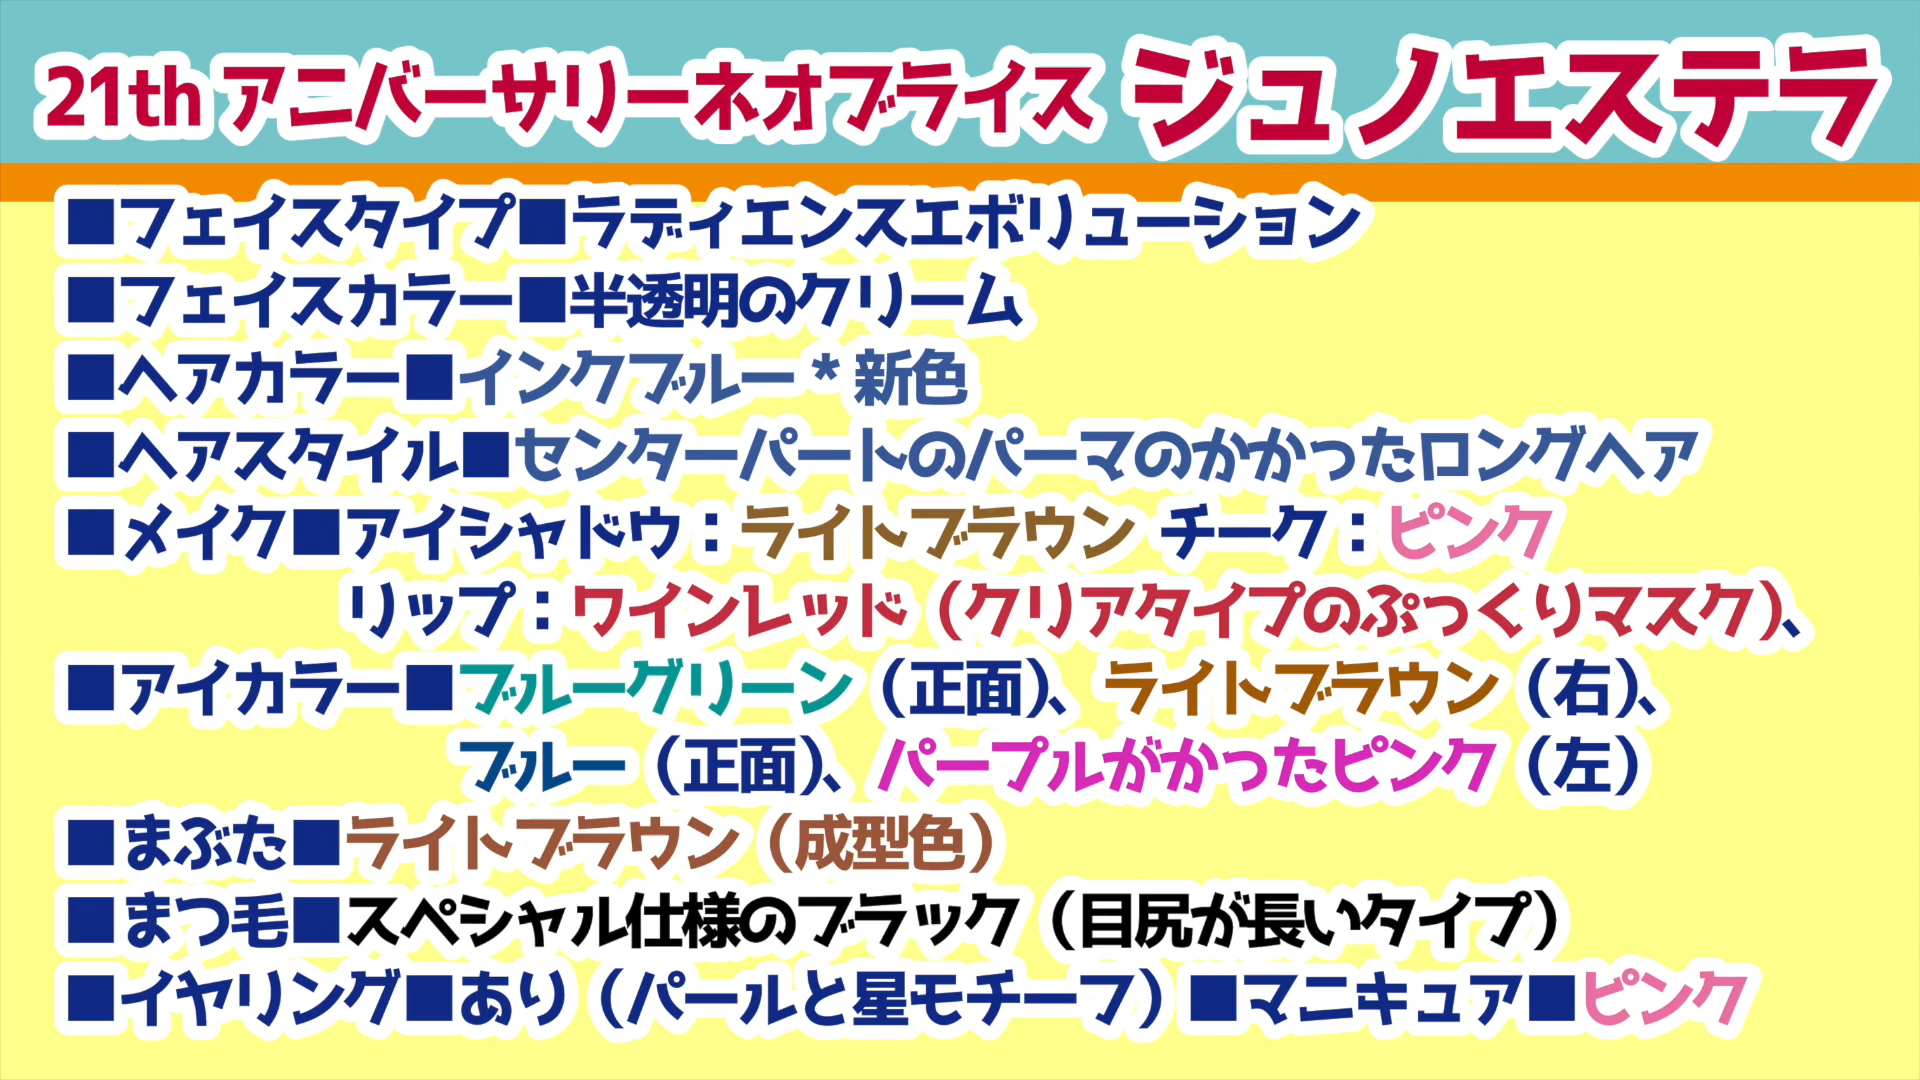 21th アニバーサリーネオブライス ジュノエステラ
■フェイスタイプ■ラディエンスエボリューション
■フェイスカラー■半透明のクリーム
■ヘアカラー■インクブルー * 新色
■ヘアスタイル■センターパートのパーマのかかったロングヘア
■メイク■アイシャドウ：ライトブラウン チーク：ピンク
リップ：ワインレッド（クリアタイプのぷっくりマスク）、
■アイカラー■ブルーグリーン（正面）、ライトブラウン（右）、
ブルー（正面）、パープルがかったピンク（左）
■まぶた■ライトブラウン（成型色）
■まつ毛■スペシャル仕様のブラック（目尻が長いタイプ）
■イヤリング■あり（パールと星モチーフ）■マニキュア■ピンク